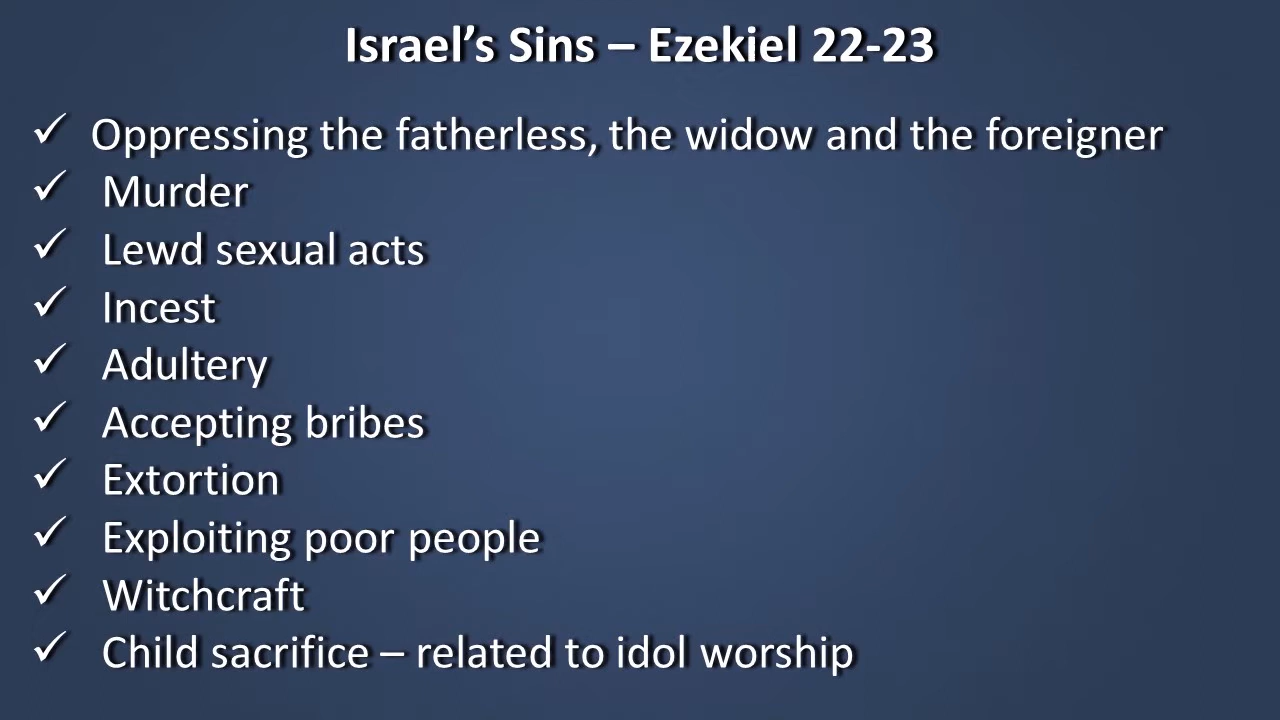 Israel’s Sins – Ezekiel 22-23
✓ Oppressing the fatherless, the widow and the foreigner
✓ Murder
✓ Lewd sexual acts
✓ Incest
✓ Adultery
✓ Accepting bribes
✓ Extortion
✓ Exploiting poor people
✓ Witchcraft
✓ Child sacrifice – related to idol worship